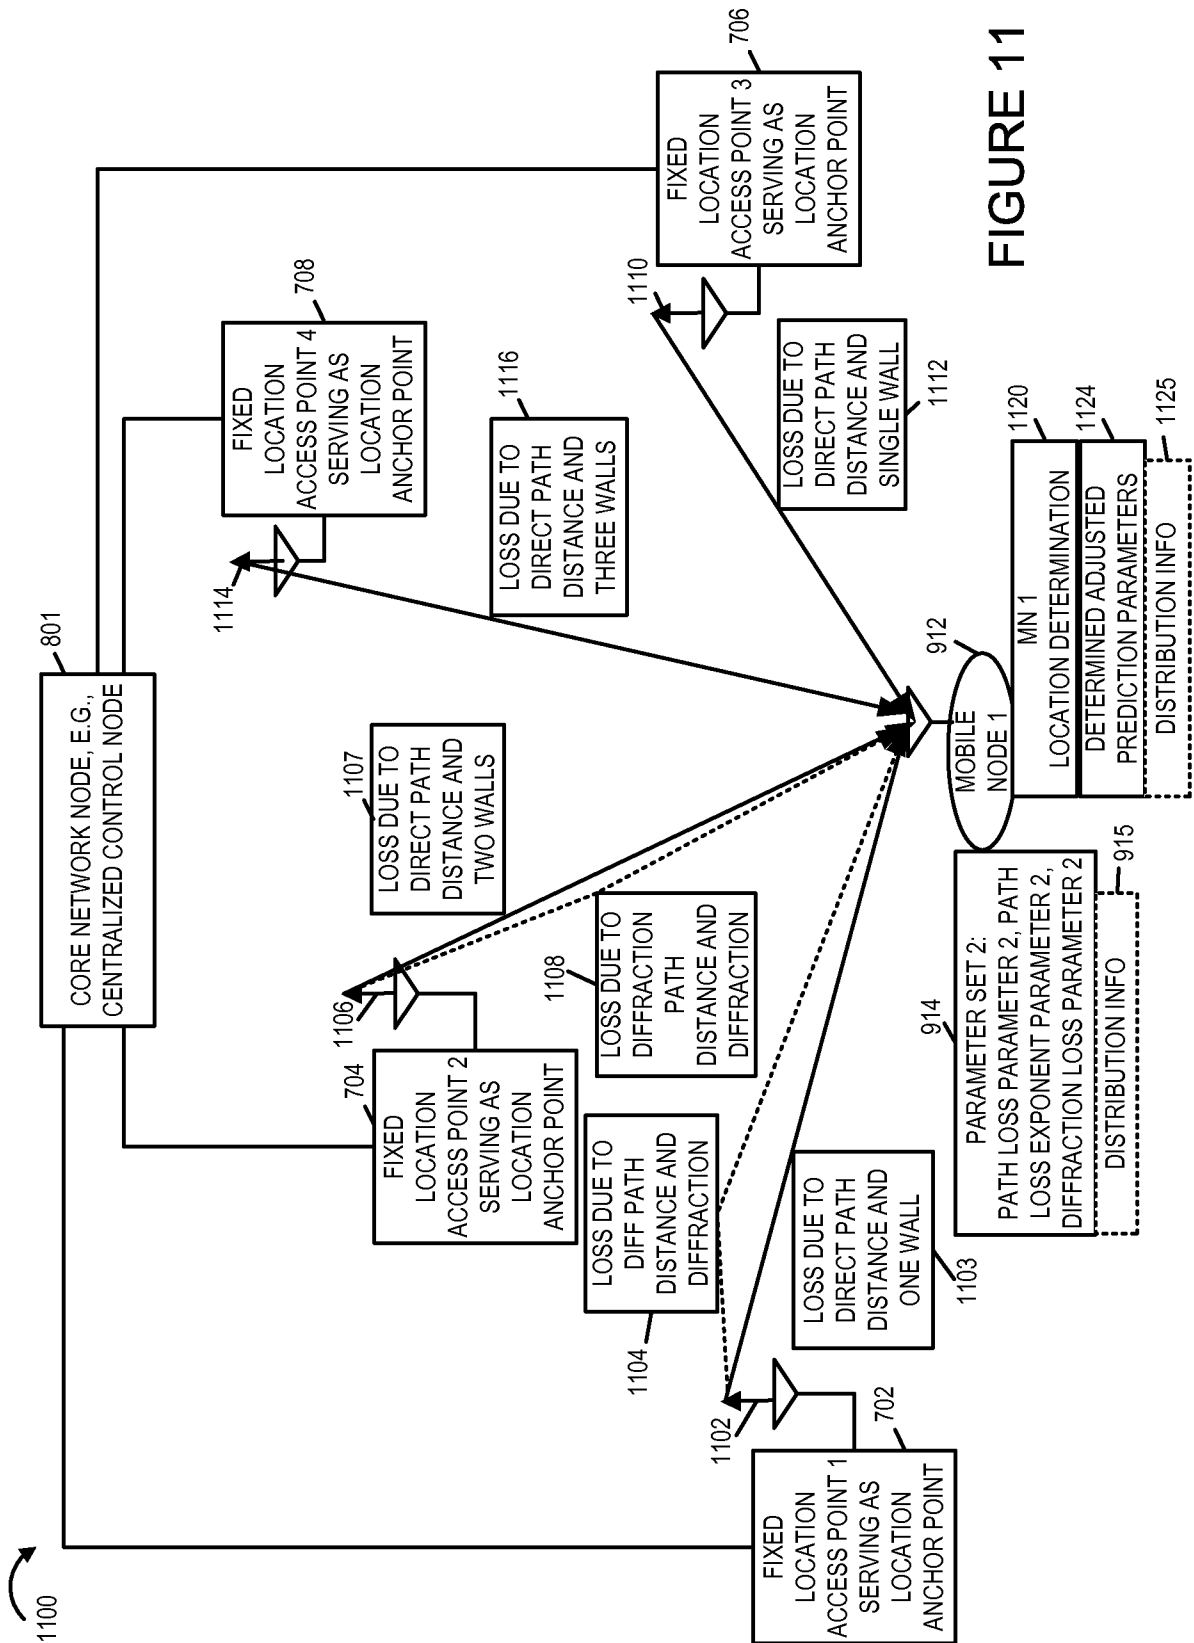 1100
CORE NETWORK NODE, E.G.,
CENTRALIZED CONTROL NODE
801
704
FIXED
LOCATION
ACCESS POINT 2
SERVING AS
LOCATION
ANCHOR POINT
1106
LOSS DUE TO
DIRECT PATH
DISTANCE AND
TWO WALLS
1107
1114
FIXED
LOCATION
ACCESS POINT 4
SERVING AS
LOCATION
ANCHOR POINT
708
LOSS DUE TO
DIRECT PATH
DISTANCE AND
THREE WALLS
1116
LOSS DUE TO
DIFF PATH
DISTANCE AND
DIFFRACTION
1104
1108
LOSS DUE TO
DIFFRACTION
PATH
DISTANCE AND
DIFFRACTION
1110
FIXED
LOCATION
ACCESS POINT 3
SERVING AS
LOCATION
ANCHOR POINT
706
1102
FIXED
LOCATION
ACCESS POINT 1
SERVING AS
LOCATION
ANCHOR POINT
702
LOSS DUE TO
DIRECT PATH
DISTANCE AND
ONE WALL
1103
LOSS DUE TO
DIRECT PATH
DISTANCE AND
SINGLE WALL
1112
914
PARAMETER SET 2:
PATH LOSS PARAMETER 2, PATH
LOSS EXPONENT PARAMETER 2,
DIFFRACTION LOSS PARAMETER 2
DISTRIBUTION INFO
915
MOBILE
NODE 1
912
MN 1
LOCATION DETERMINATION
1120
DETERMINED ADJUSTED
PREDICTION PARAMETERS
1124
DISTRIBUTION INFO
1125
FIGURE 11